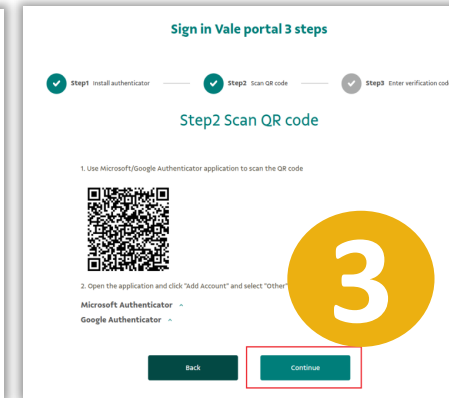 Sign in Vale portal 3 steps
Step1 Install authenticator
Step2 Scan QR code
Step3 Enter verification code
Step2 Scan QR code
1. Use Microsoft/Google Authenticator application to scan the QR code
2. Open the application and click "Add Account" and select "Other"
Microsoft Authenticator
Google Authenticator
3
Back
Continue